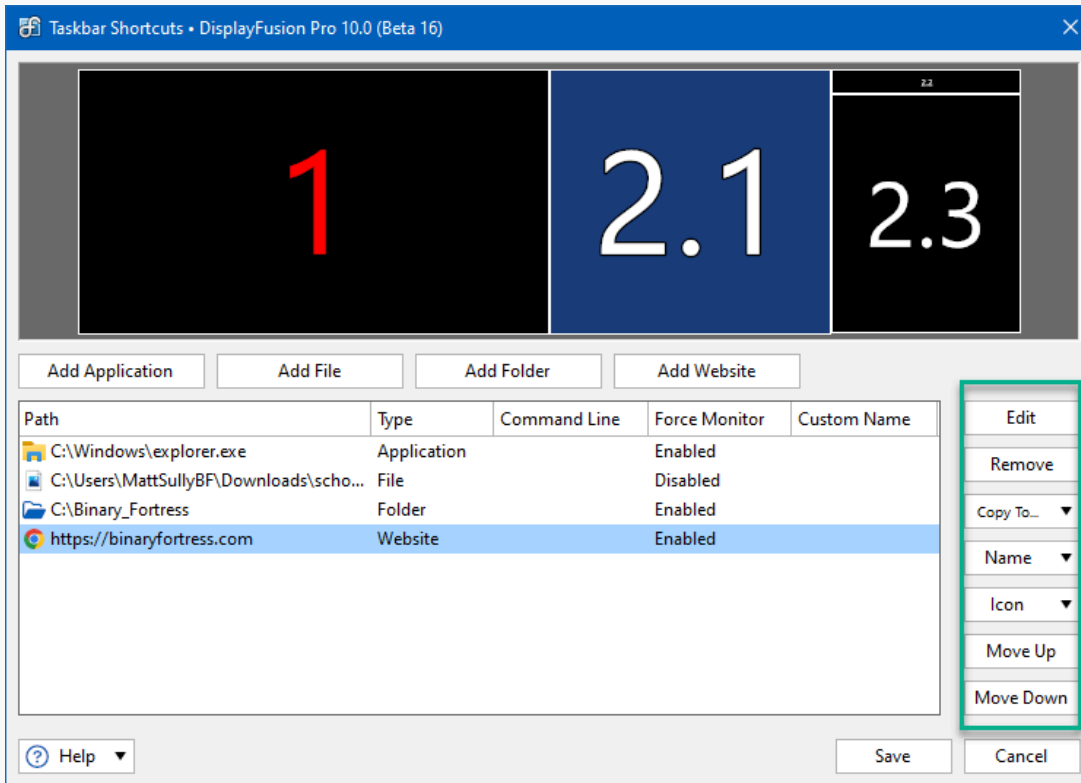 Taskbar Shortcuts • DisplayFusion Pro 10.0 (Beta 16)
1
2.1
2.2
2.3
Add Application Add File Add Folder Add Website
Path Type Command Line Force Monitor Custom Name
C:\Windows\explorer.exe Application Enabled
C:\Users\MattSullyBF\Downloads\scho... File Disabled
C:\Binary_Fortress Folder Enabled
https://binaryfortress.com Website Enabled
Edit
Remove
Copy To...
Name
Icon
Move Up
Move Down
Help Save Cancel